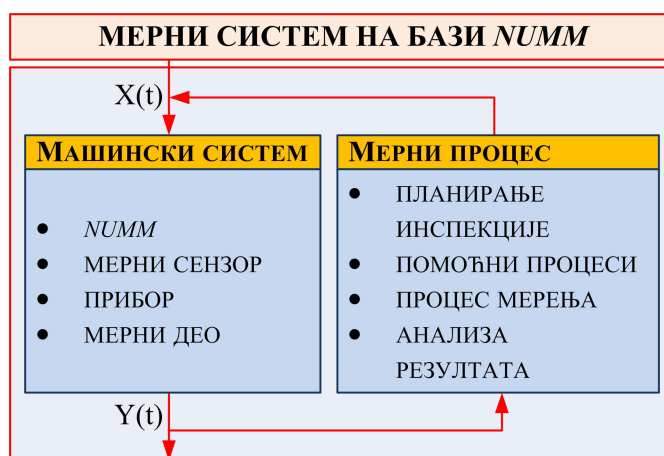 МЕРНИ СИСТЕМ НА БАЗИ NUMM
X(t)
МАШИНСКИ СИСТЕМ
• NUMM
• МЕРНИ СЕНЗОР
• ПРИБОР
• МЕРНИ ДЕО
МЕРНИ ПРОЦЕС
• ПЛАНИРАЊЕ
ИНСПЕКЦИЈЕ
• ПОМОЋНИ ПРОЦЕСИ
• ПРОЦЕС МЕРЕЊА
• АНАЛИЗА
РЕЗУЛТАТА
Y(t)